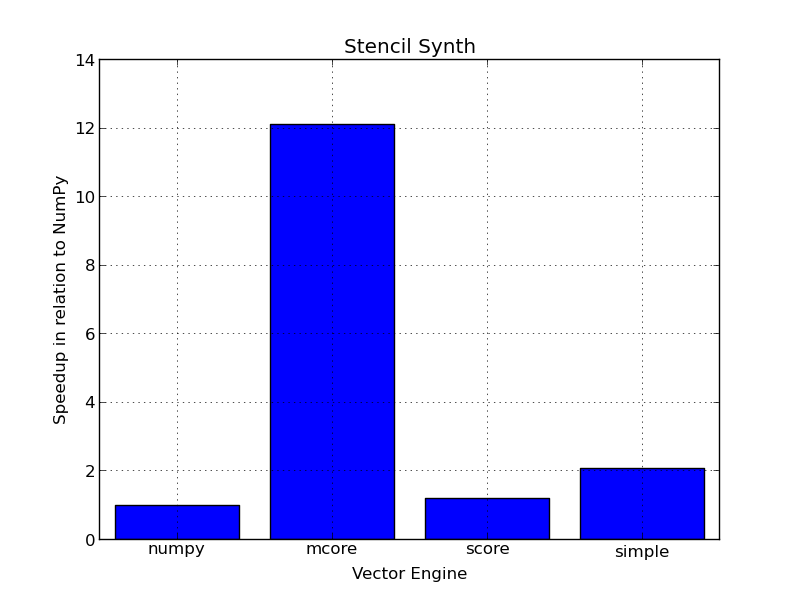 Stencil Synth
14
12
10
8
6
4
2
0
Speedup in relation to NumPy
numpy mcore score simple
Vector Engine